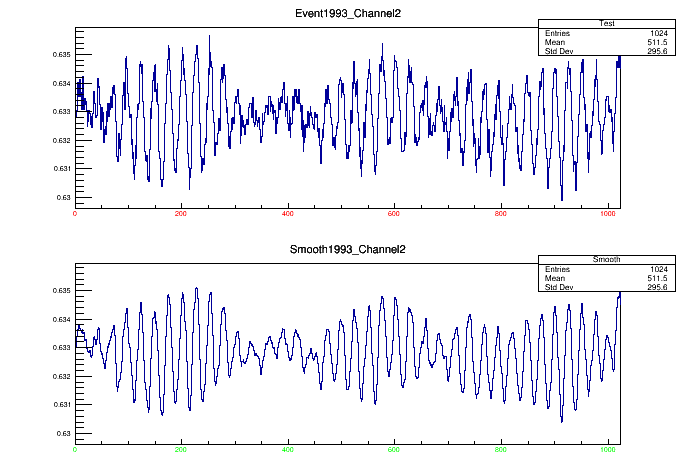 Event1993_Channel2
Test
Entries 1024
Mean 511.5
Std Dev 295.6
0.635
0.634
0.633
0.632
0.631
0.63
0 200 400 600 800 1000
Smooth1993_Channel2
Smooth
Entries 1024
Mean 511.5
Std Dev 295.6
0.635
0.634
0.633
0.632
0.631
0.63
0 200 400 600 800 1000